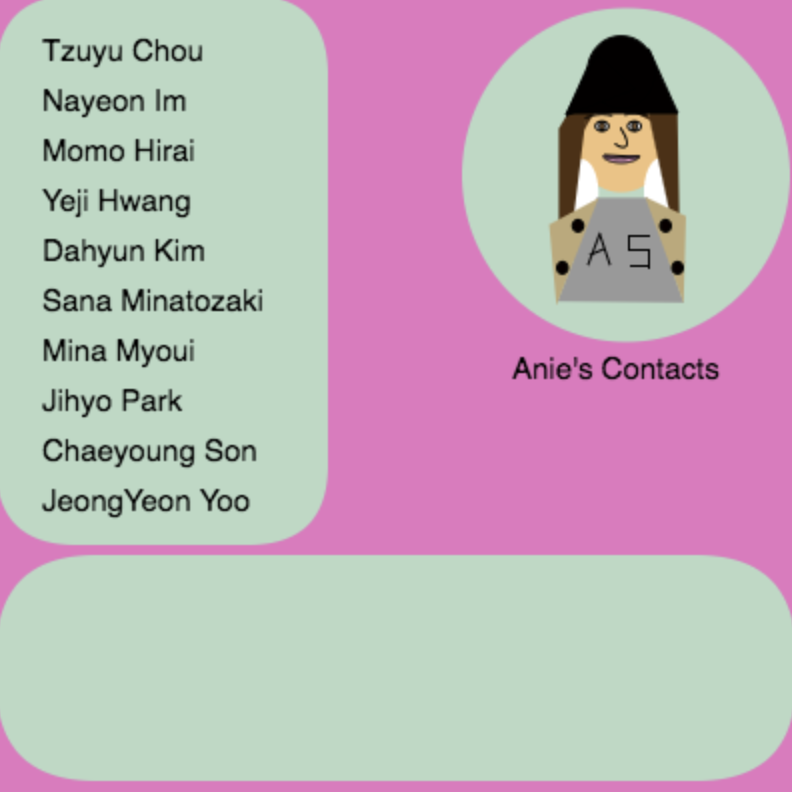 Tzuyu Chou
Nayeon Im
Momo Hirai
Yeji Hwang
Dahyun Kim
Sana Minatozaki
Mina Myoui
Jihyo Park
Chaeyoung Son
JeongYeon Yoo
A S
Anie's Contacts